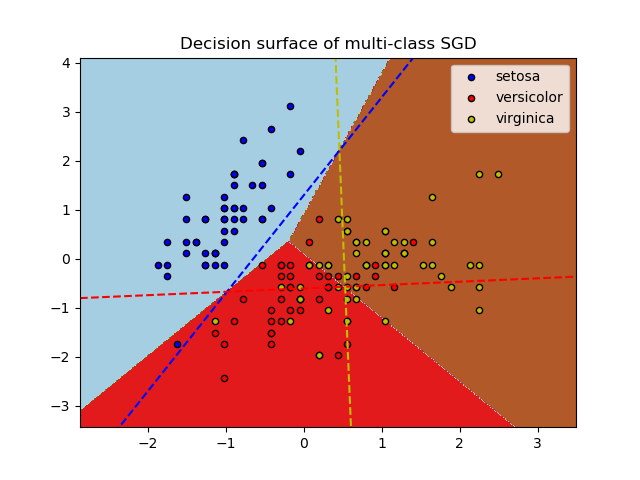 Decision surface of multi-class SGD
setosa
versicolor
virginica
4
3
2
1
0
−1
−2
−3
−2 −1 0 1 2 3